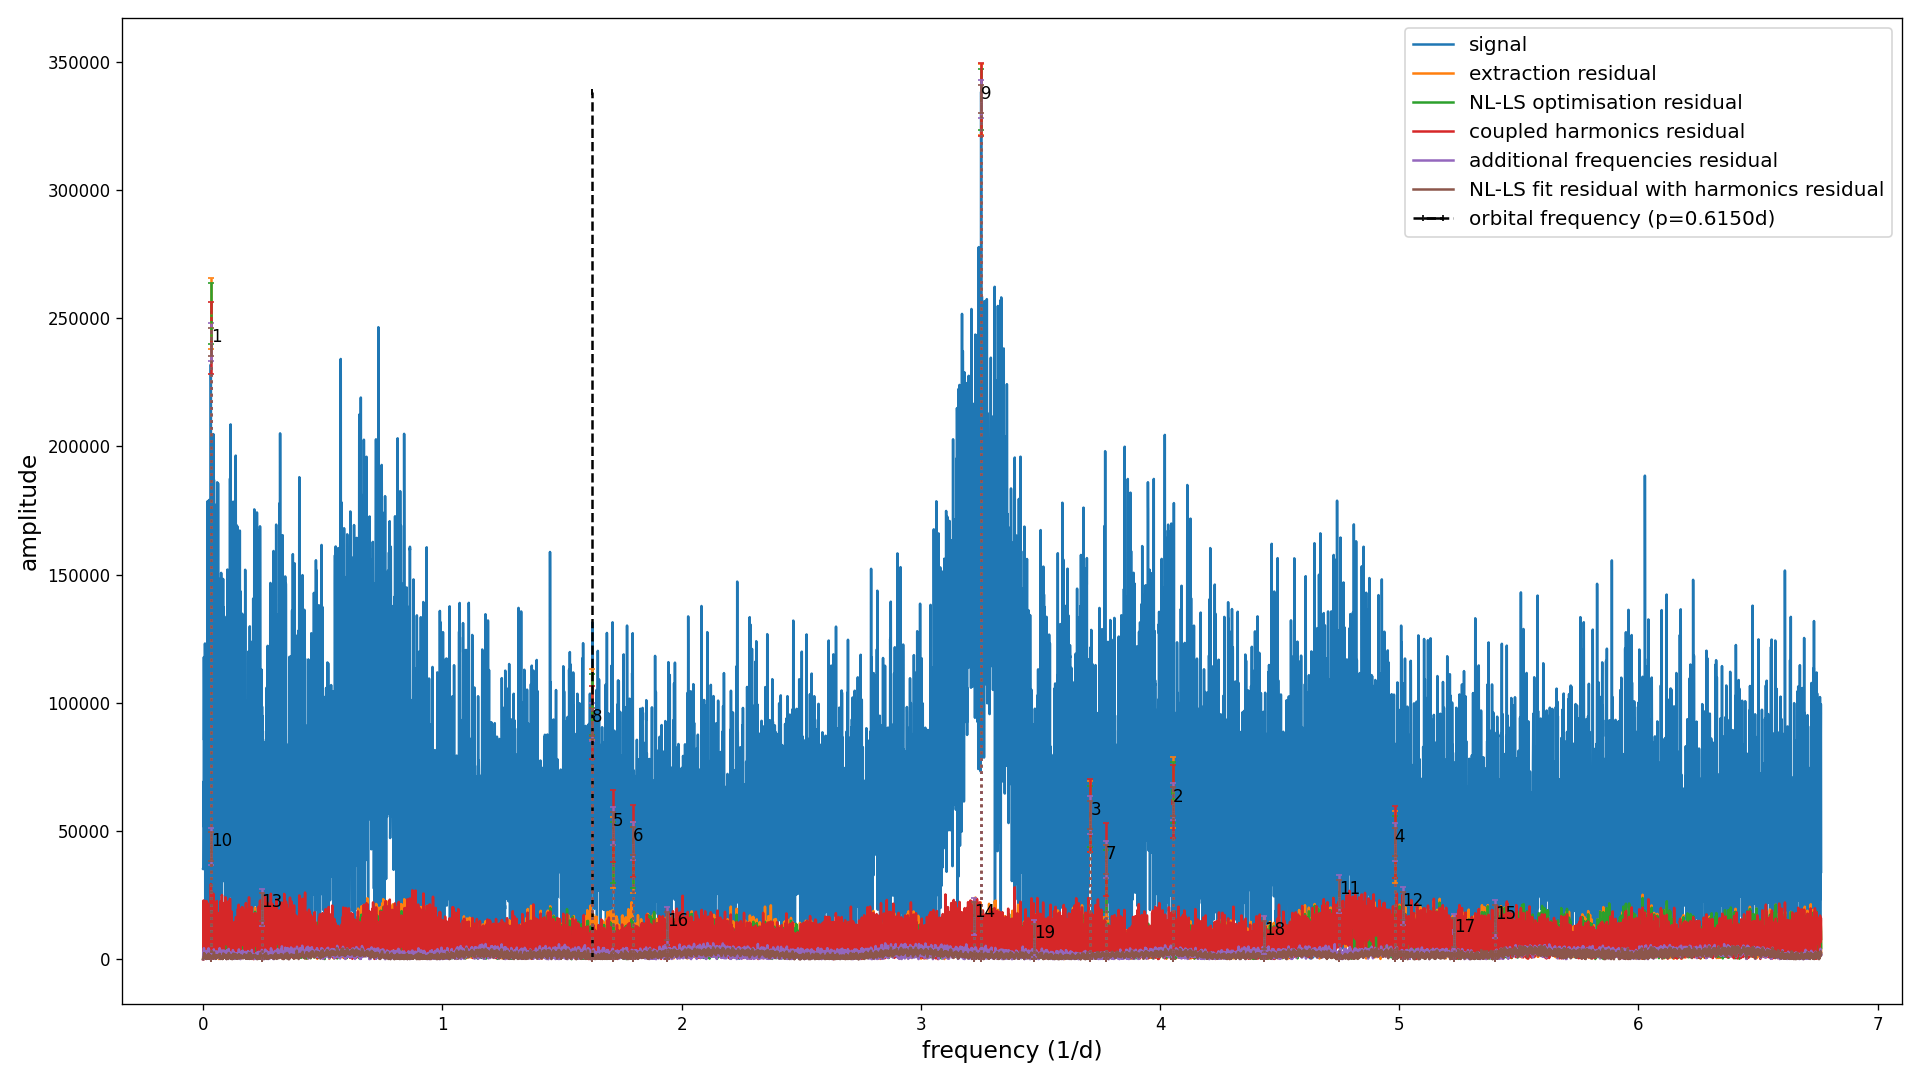 signal
extraction residual
NL-LS optimisation residual
coupled harmonics residual
additional frequencies residual
NL-LS fit residual with harmonics residual
orbital frequency (p=0.6150d)
amplitude
350000
300000
250000
200000
150000
100000
50000
0
9
1
8
2
3
5
6
4
7
10
11
12
13
14
15
16
17
18
19
0 1 2 3 4 5 6 7
frequency (1/d)